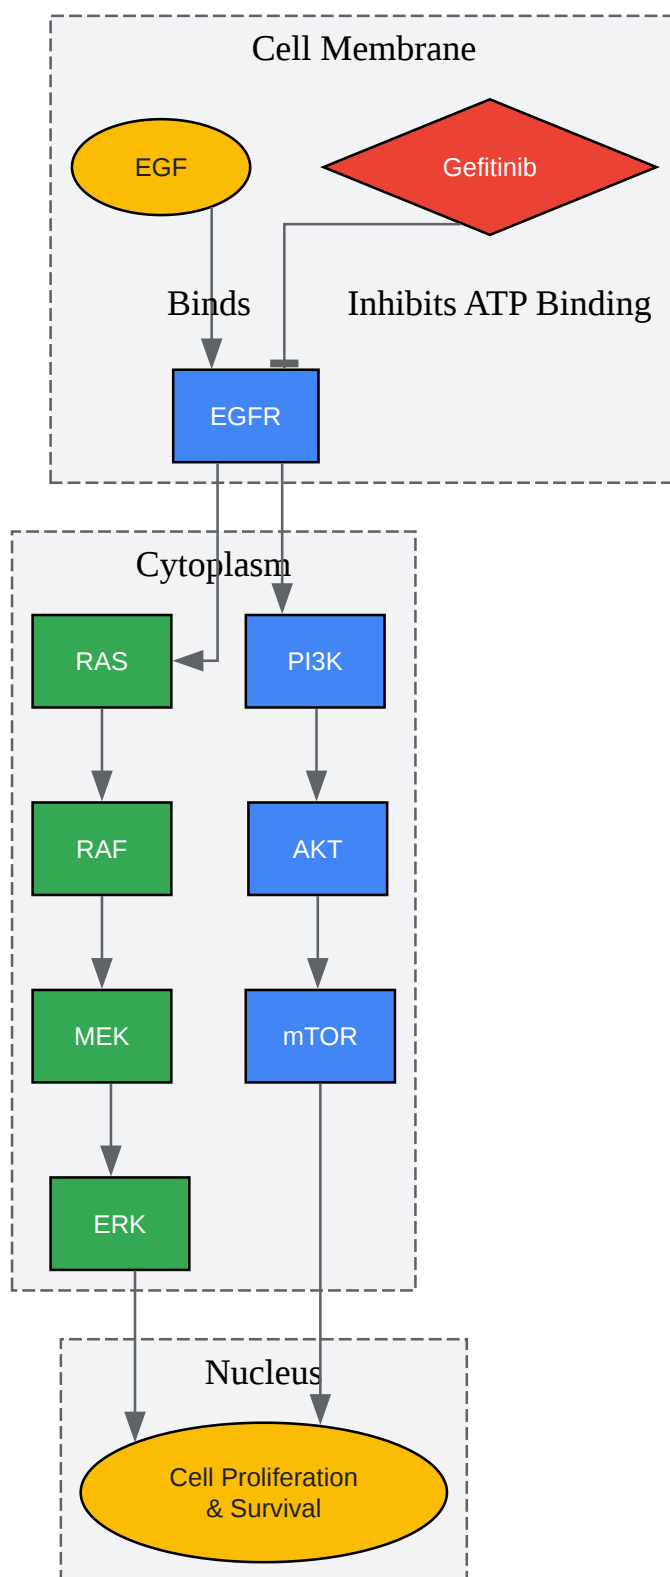 Cell Membrane
EGF
Gefitinib
Binds
Inhibits ATP Binding
EGFR
Cytoplasm
RAS
PI3K
RAF
AKT
MEK
mTOR
ERK
Nucleus
Cell Proliferation
& Survival